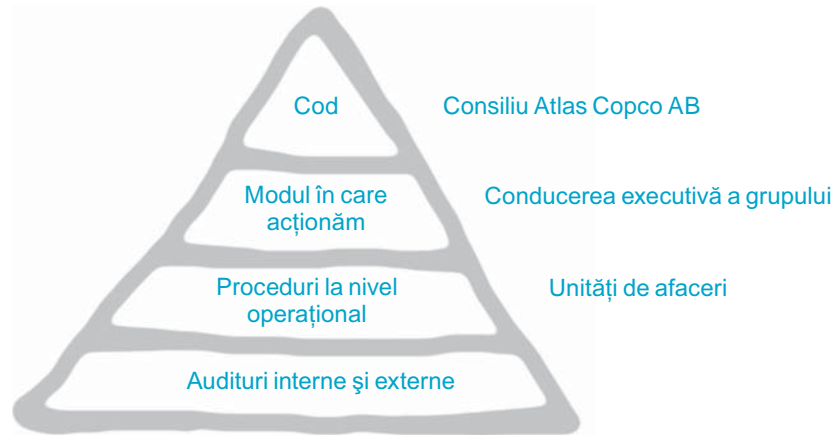 Cod
Consiliu Atlas Copco AB
Modul în care
acționăm
Conducerea executivă a grupului
Proceduri la nivel
operațional
Unități de afaceri
Audituri interne şi externe